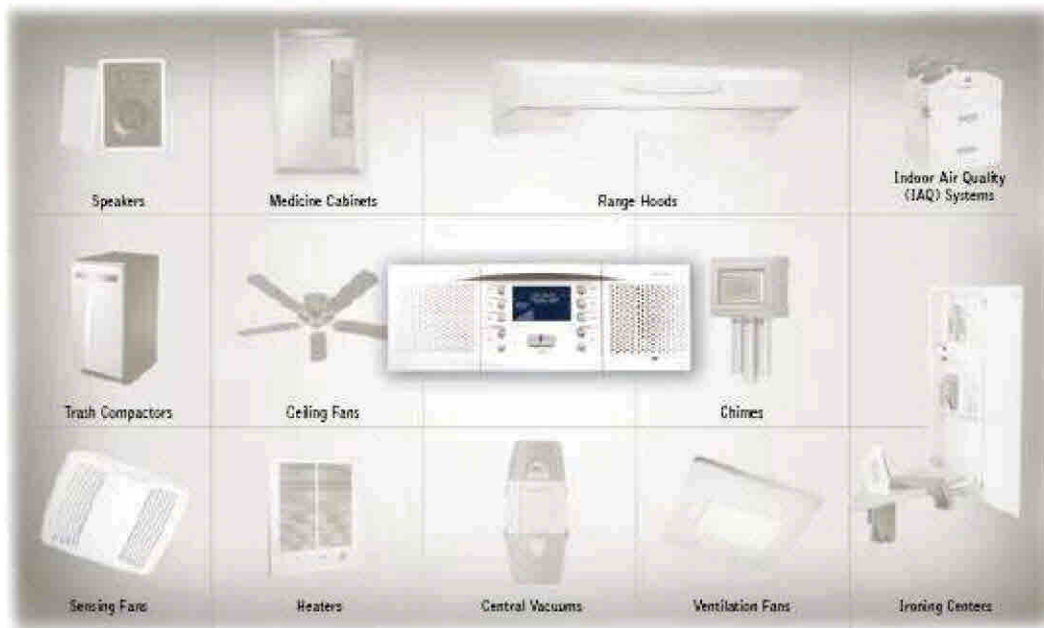 Speakers
Medicine Cabinets
Range Hoods
Indoor Air Quality
(IAQ) Systems
Trash Compactors
Ceiling Fans
Chimes
Sensing Fans
Heaters
Central Vacuums
Ventilation Fans
Ironing Centers